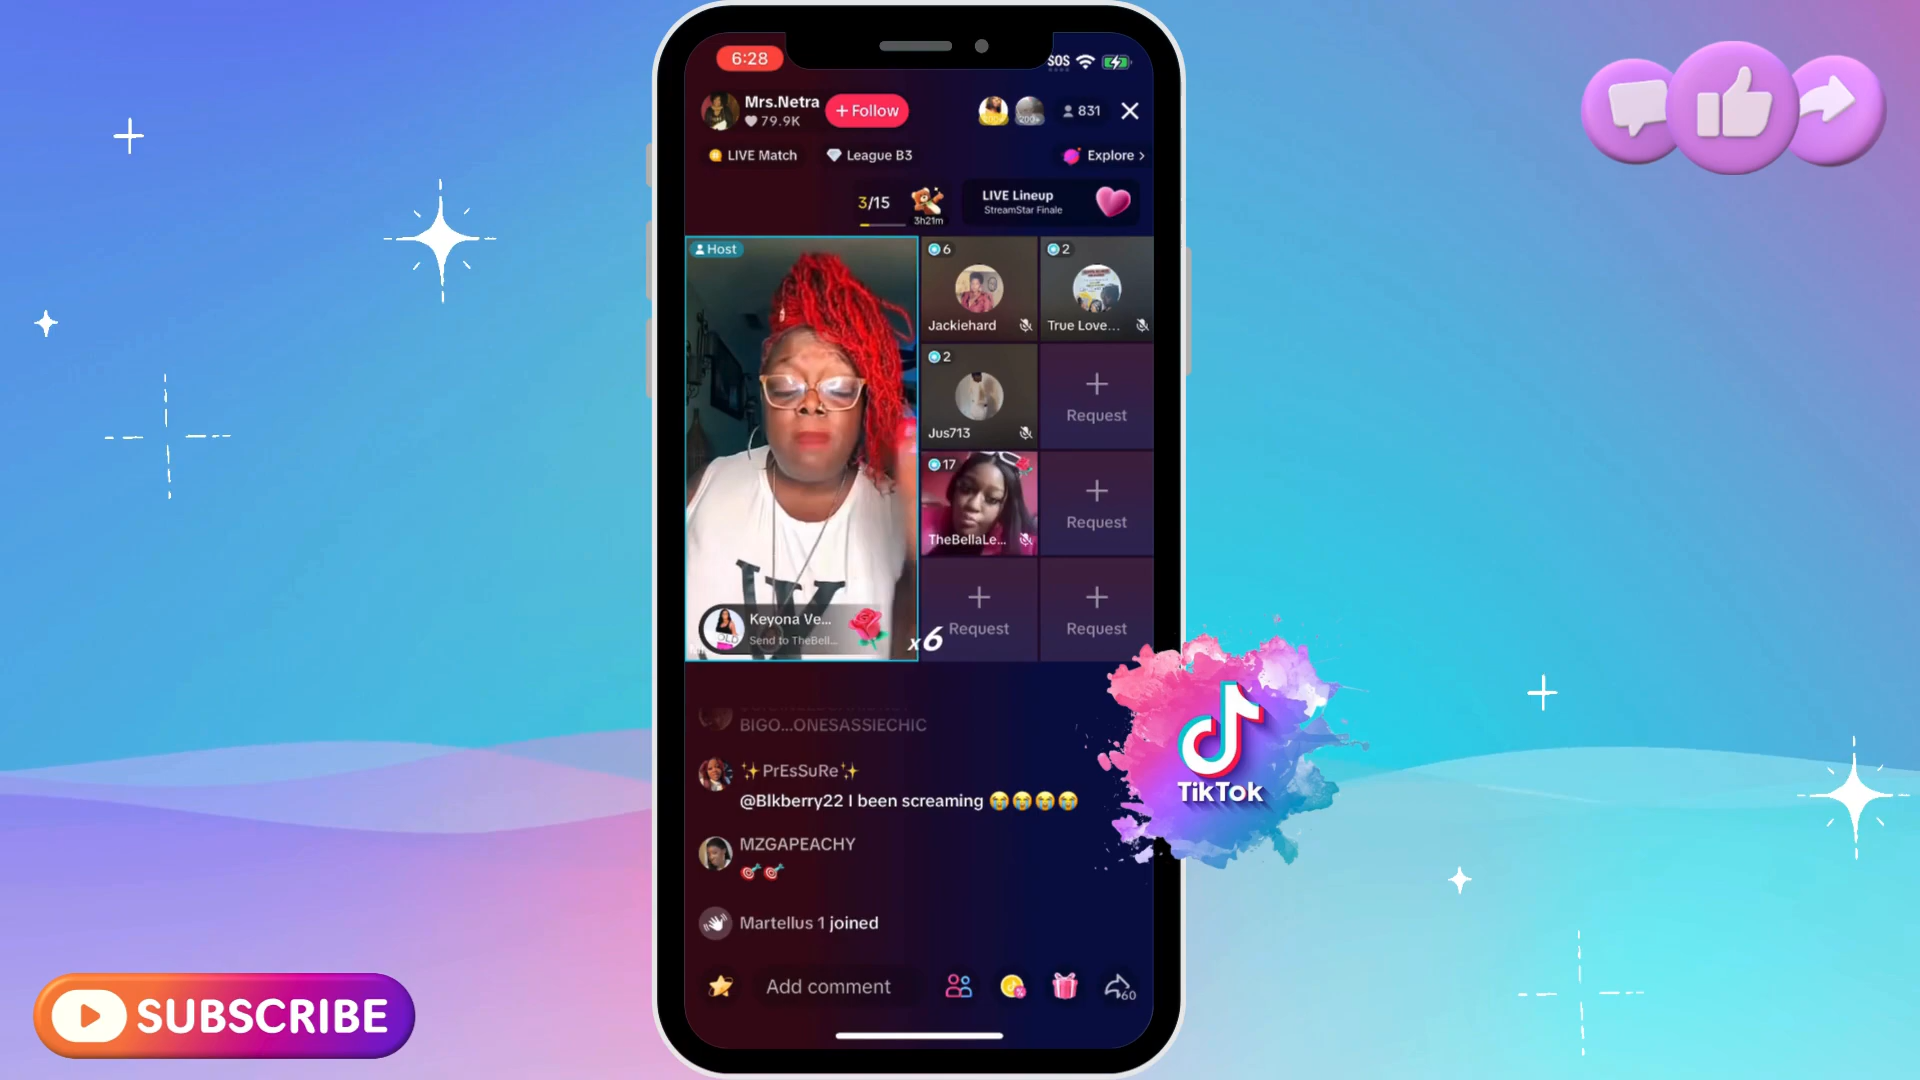 6:28
SOS
Mrs.Netra
79.9K
+ Follow
200+
831
LIVE Match
League B3
Explore >
3/15
3h21m
LIVE Lineup
StreamStar Finale
Host
6
2
Jackiehard
True Love...
2
Jus713
+
Request
17
TheBellaLe...
+
Request
+
Request
+
Request
Keyona Ve...
Send to TheBell...
x6
BIGO...ONESASSIECHIC
✨PrEsSuRe✨
@Blkberry22 I been screaming 😭😭😭😭
MZGAPEACHY
🎯🎯
Martellus 1 joined
Add comment
60
TikTok
SUBSCRIBE